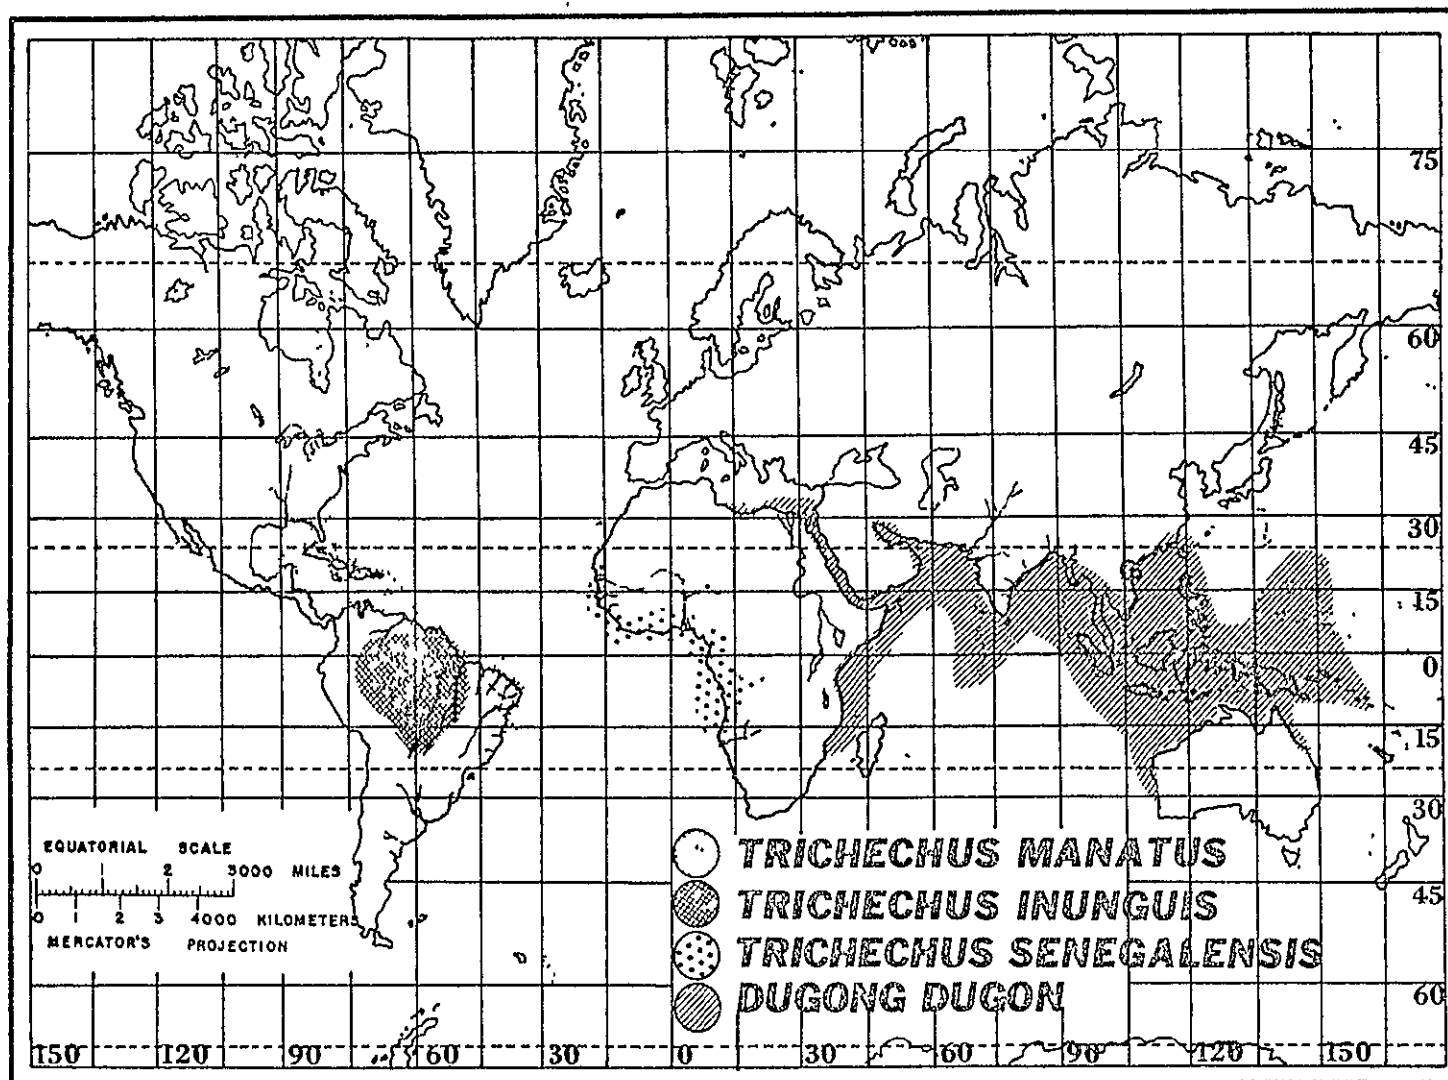 75
60
45
30
15
0
15
30
45
60
EQUATORIAL SCALE
0 1 2 3000 MILES
0 1 2 3 4000 KILOMETERS
MERCATOR'S PROJECTION
TRICHECHUS MANATUS
TRICHECHUS INUNGUIS
TRICHECHUS SENEGALENSIS
DUGONG DUGON
150 120 90 60 30 0 30 60 90 120 150